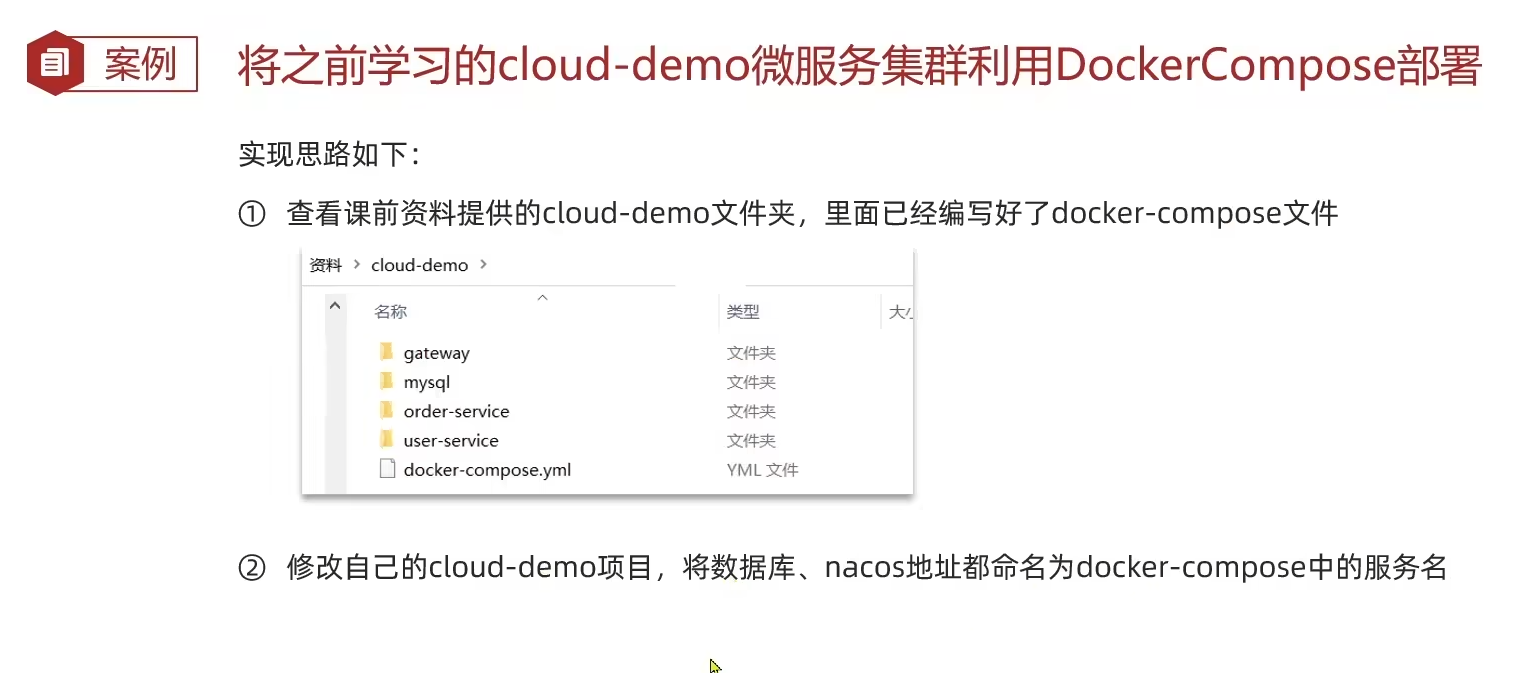 案例
将之前学习的cloud-demo微服务集群利用DockerCompose部署
实现思路如下：
① 查看课前资料提供的cloud-demo文件夹，里面已经编写好了docker-compose文件
资料 › cloud-demo ›
名称 类型 大小
gateway 文件夹
mysql 文件夹
order-service 文件夹
user-service 文件夹
docker-compose.yml YML 文件
② 修改自己的cloud-demo项目，将数据库、nacos地址都命名为docker-compose中的服务名